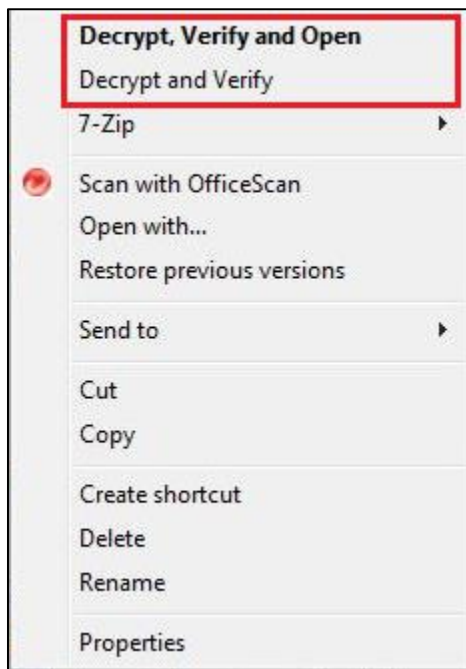 Decrypt, Verify and Open
Decrypt and Verify
7-Zip
Scan with OfficeScan
Open with...
Restore previous versions
Send to
Cut
Copy
Create shortcut
Delete
Rename
Properties